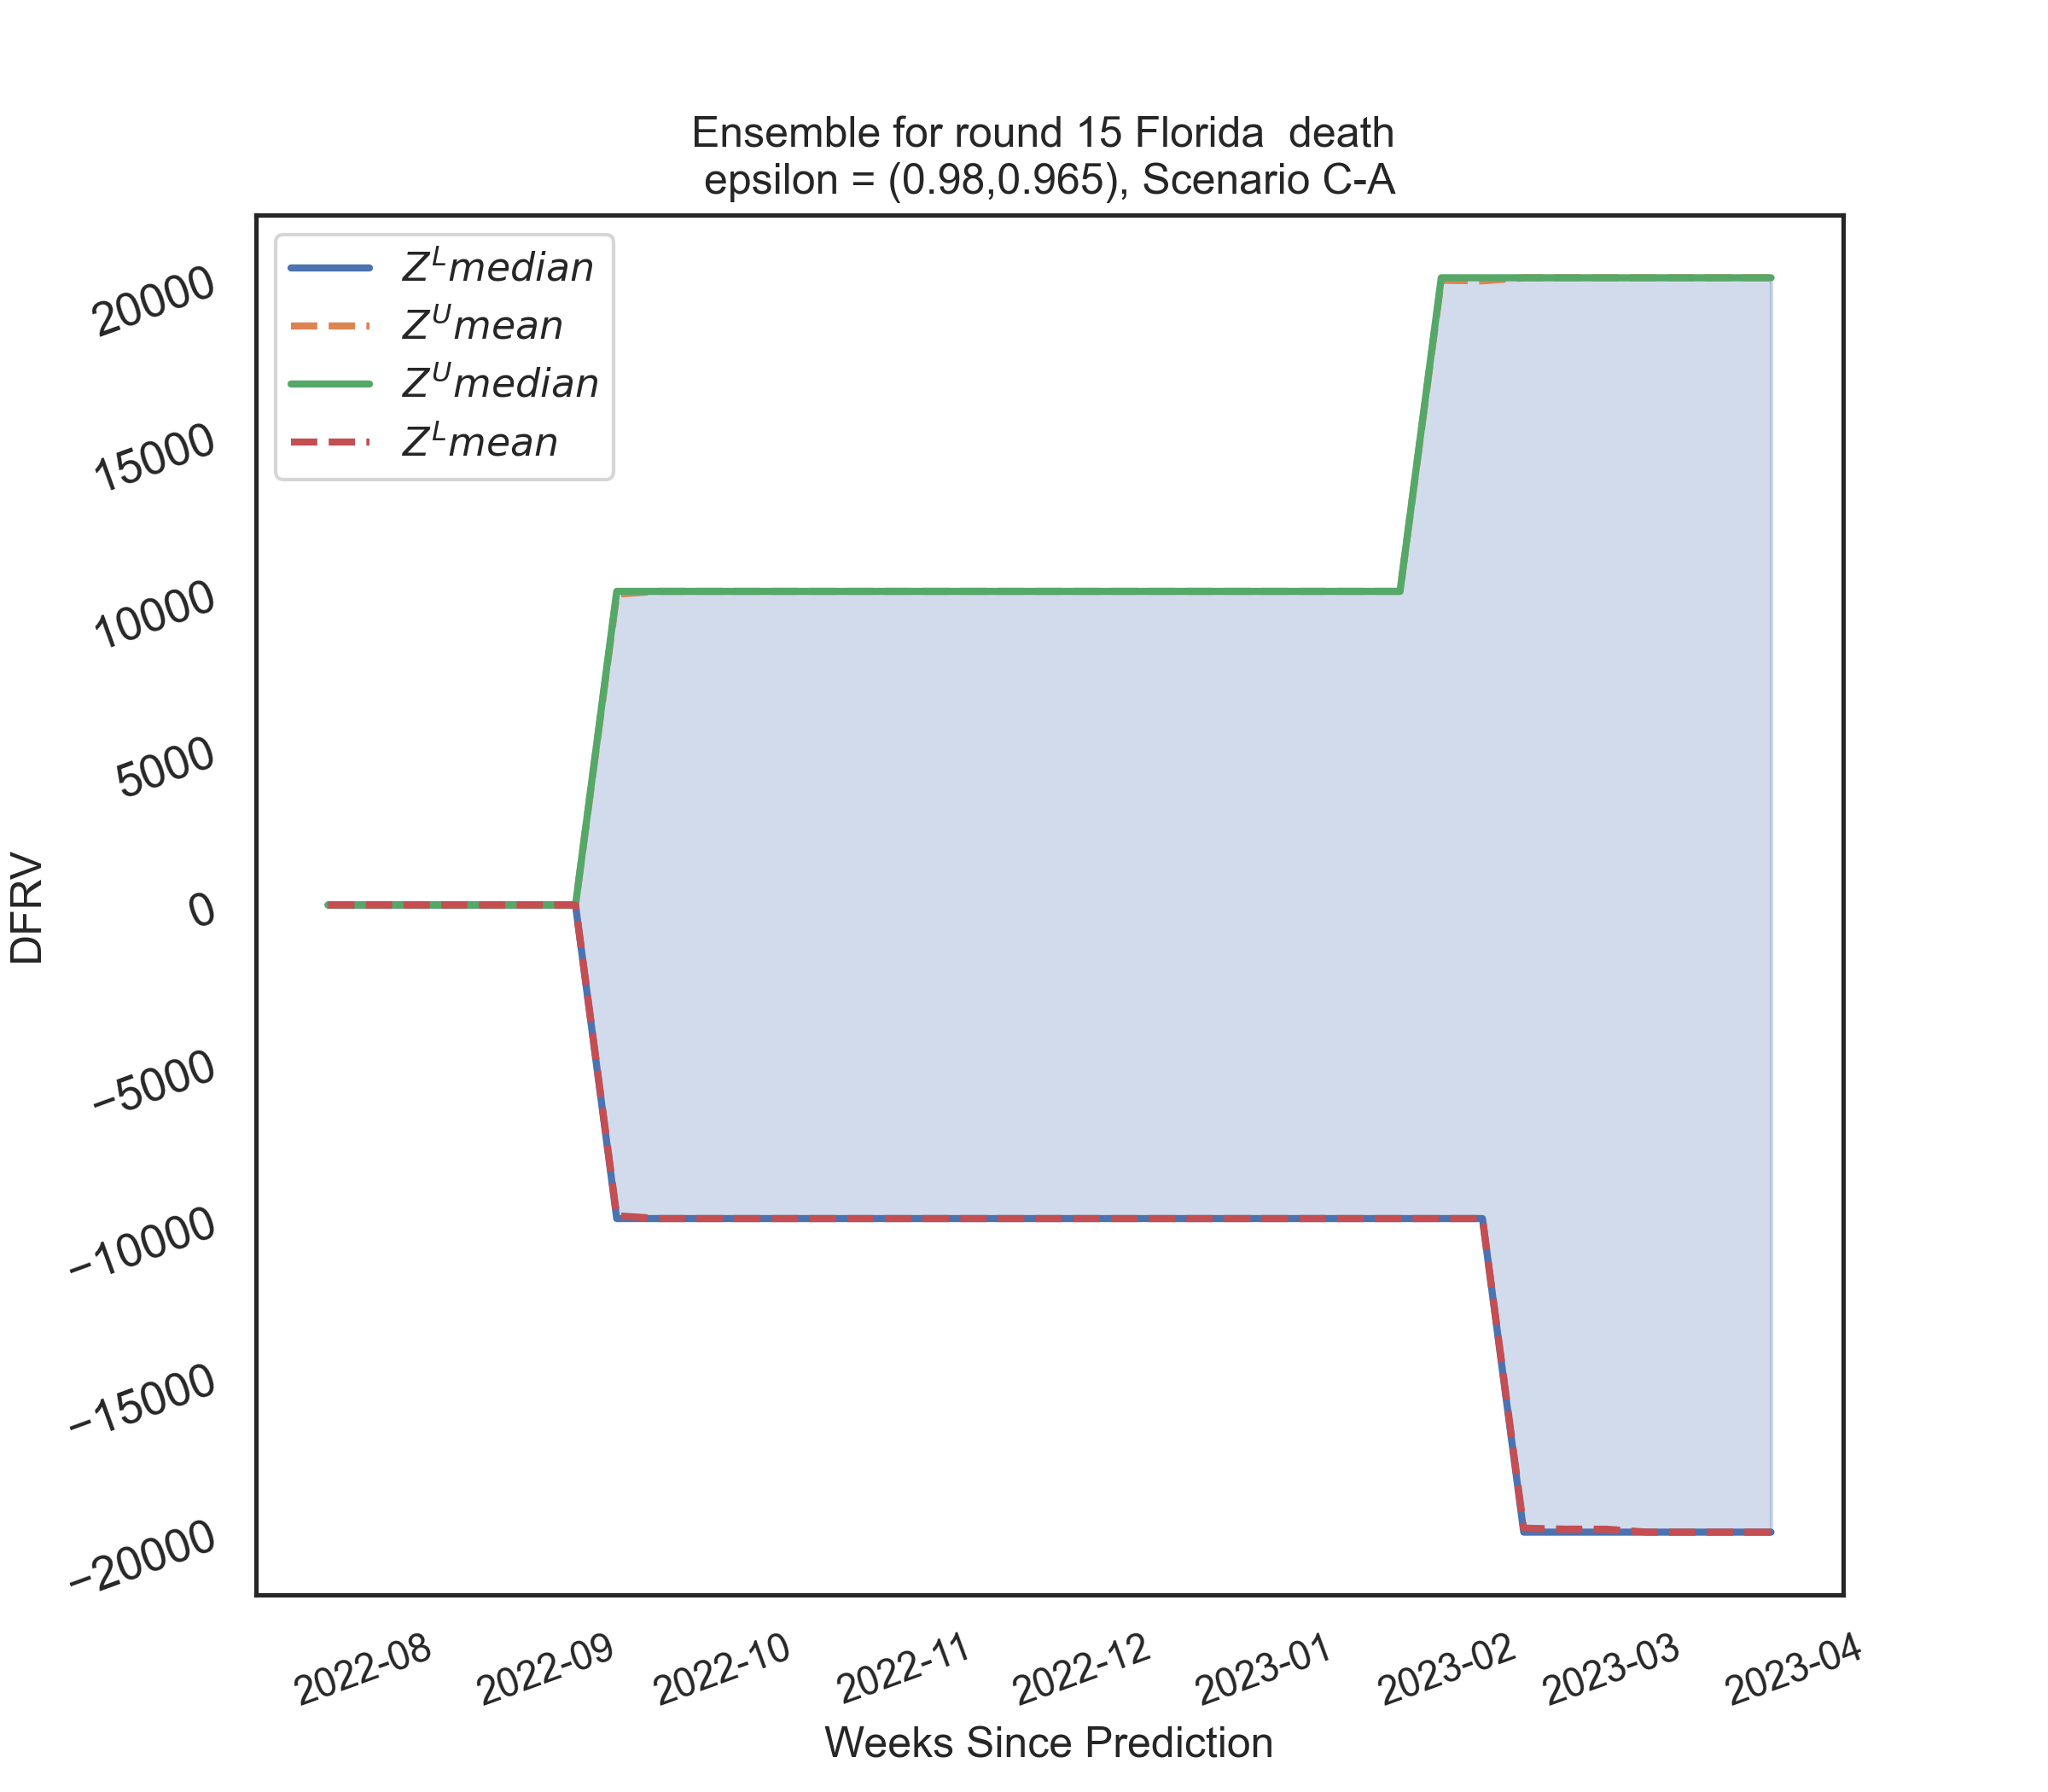 Ensemble for round 15 Florida  death
epsilon = (0.98,0.965), Scenario C-A
Z^L median
Z^U mean
Z^U median
Z^L mean
20000
15000
10000
5000
0
−5000
−10000
−15000
−20000
DFRV
2022-08
2022-09
2022-10
2022-11
2022-12
2023-01
2023-02
2023-03
2023-04
Weeks Since Prediction